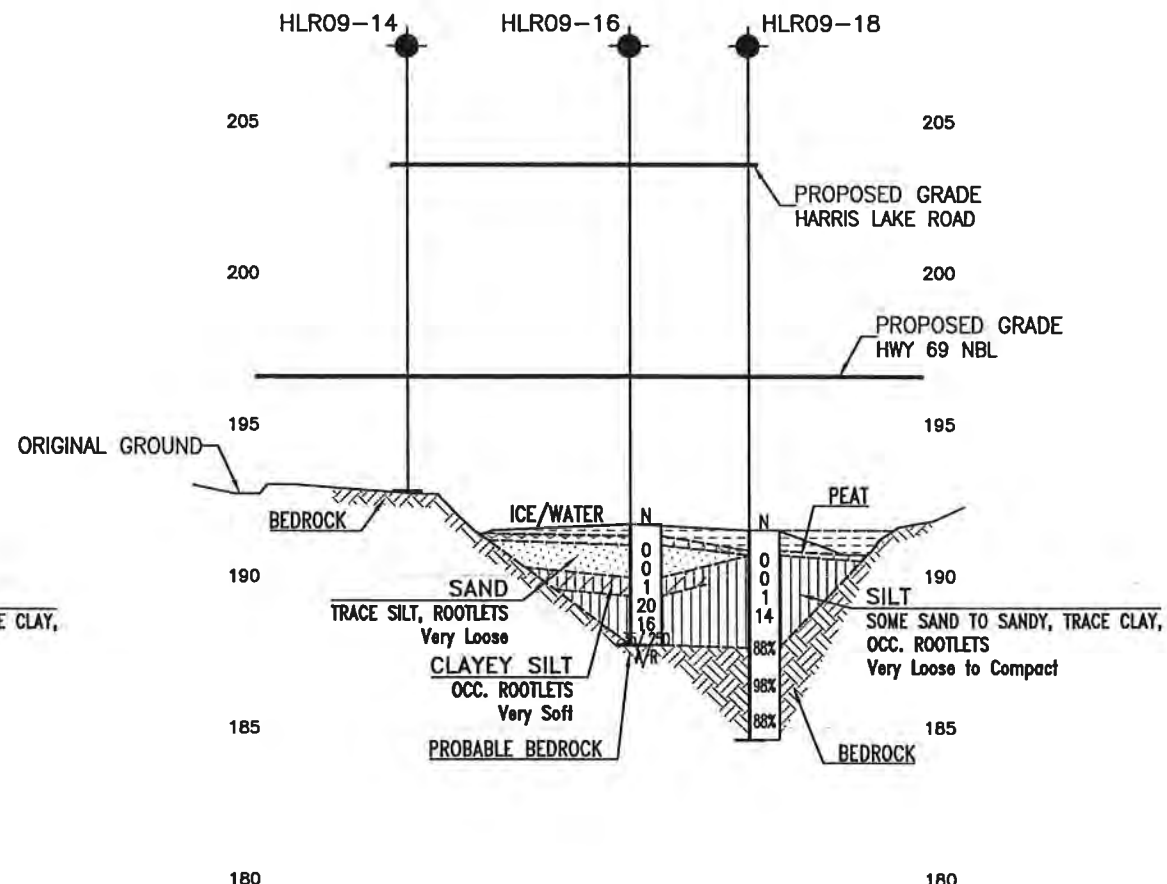 HLR09-14 HLR09-16 HLR09-18
205 205
PROPOSED GRADE
HARRIS LAKE ROAD
200 200
PROPOSED GRADE
HWY 69 NBL
195 195
ORIGINAL GROUND
BEDROCK
ICE/WATER
N
N
PEAT
190 190
0
0
1
20
16
0
0
1
14
88%
98%
88%
SAND
TRACE SILT, ROOTLETS
Very Loose
CLAYEY SILT
OCC. ROOTLETS
Very Soft
PROBABLE BEDROCK
E CLAY,
SILT
SOME SAND TO SANDY, TRACE CLAY,
OCC. ROOTLETS
Very Loose to Compact
185 185
BEDROCK
180 180